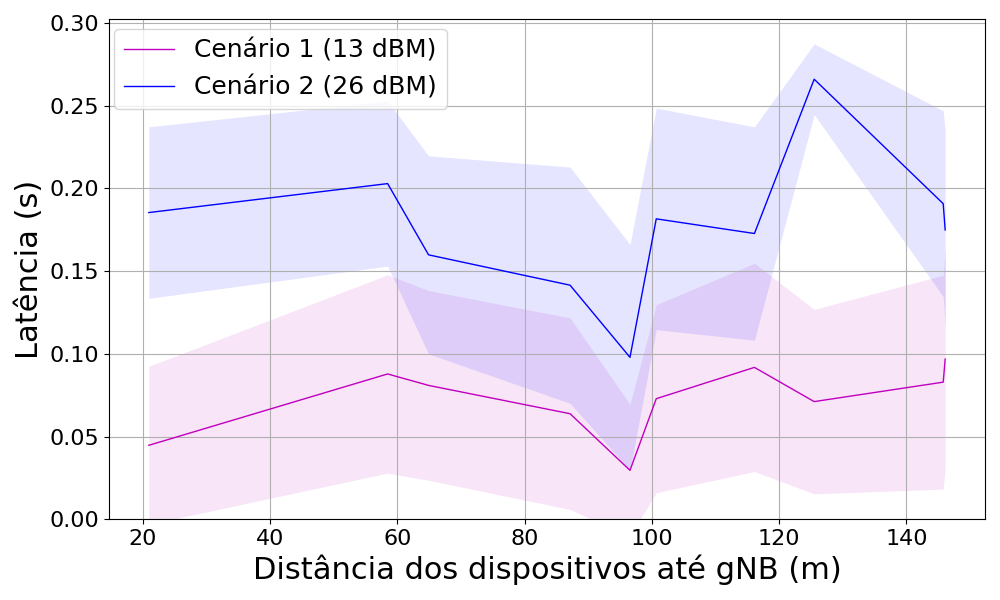 0.30
0.25
0.20
0.15
0.10
0.05
0.00
Latência (s)
Cenário 1 (13 dBM)
Cenário 2 (26 dBM)
20 40 60 80 100 120 140
Distância dos dispositivos até gNB (m)